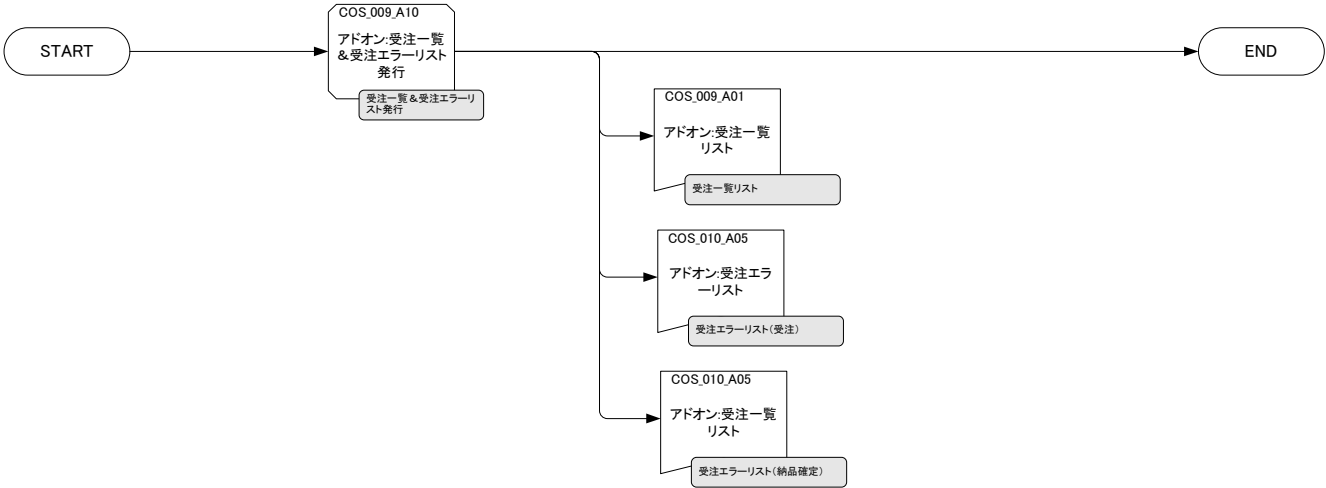 START
COS_009_A10
アドオン:受注一覧
&受注エラーリスト
発行
受注一覧&受注エラーリ
スト発行
END
COS_009_A01
アドオン:受注一覧
リスト
受注一覧リスト
COS_010_A05
アドオン:受注エラ
ーリスト
受注エラーリスト(受注)
COS_010_A05
アドオン:受注一覧
リスト
受注エラーリスト(納品確定)